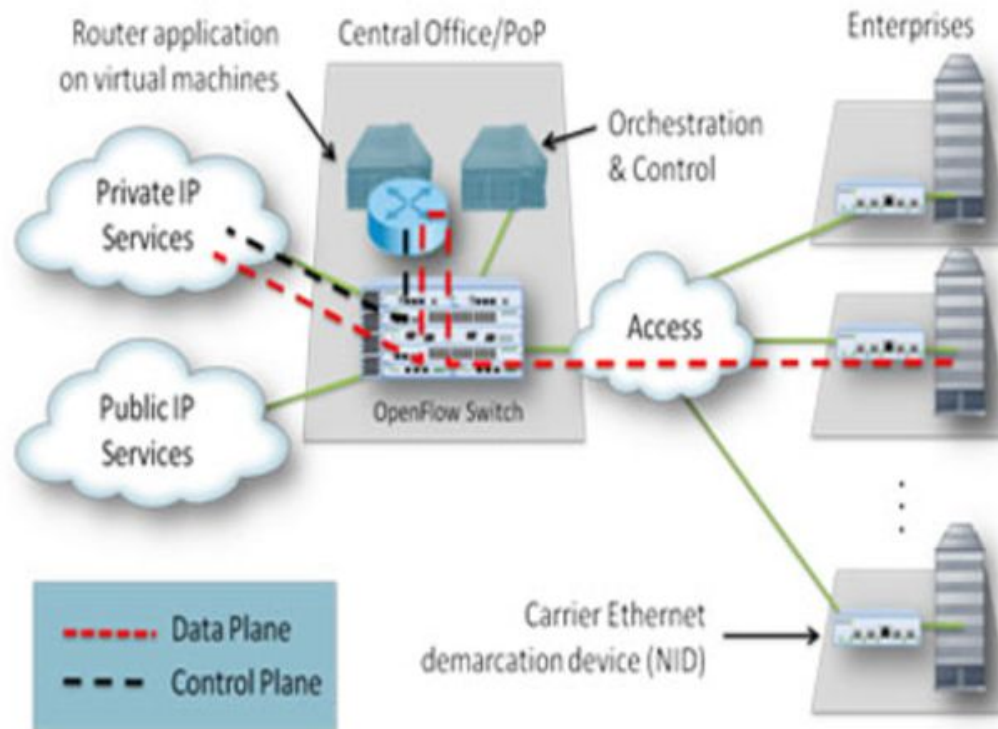 Router application
on virtual machines
Central Office/PoP
Enterprises
Orchestration
& Control
Private IP
Services
Access
Public IP
Services
OpenFlow Switch
Carrier Ethernet
demarcation device (NID)
Data Plane
Control Plane